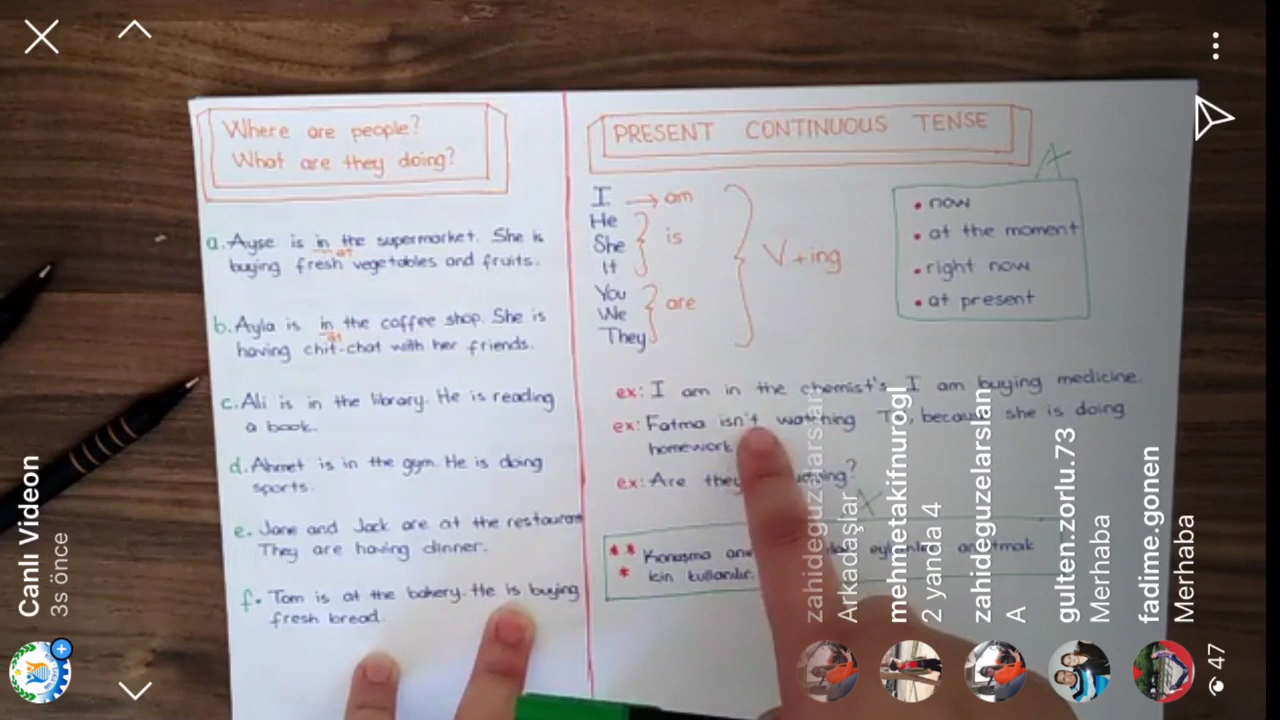 Where are people?
What are they doing?
a. Ayşe is in the supermarket. She is
at
buying fresh vegetables and fruits.
b. Ayla is in the coffee shop. She is
at
having chit-chat with her friends.
c. Ali is in the library. He is reading
a book.
d. Ahmet is in the gym. He is doing
sports.
e. Jane and Jack are at the restaurant
They are having dinner.
f. Tom is at the bakery. He is buying
fresh bread.
PRESENT CONTINUOUS TENSE
I → am
He
She
It
is
You
We
They
are
V+ing
• now
• at the moment
• right now
• at present
ex: I am in the chemist's. I am buying medicine.
ex: Fatma isn't watching because she is doing
homework.
ex: Are they
* * Konuşma
* için kullanılır.
Canlı Videon
3s önce
zahideguzelarslan
Arkadaşlar
mehmetakifnurogl
2 yanda 4
zahideguzelarslan
A
gulten.zorlu.73
Merhaba
fadime.gonen
Merhaba
47